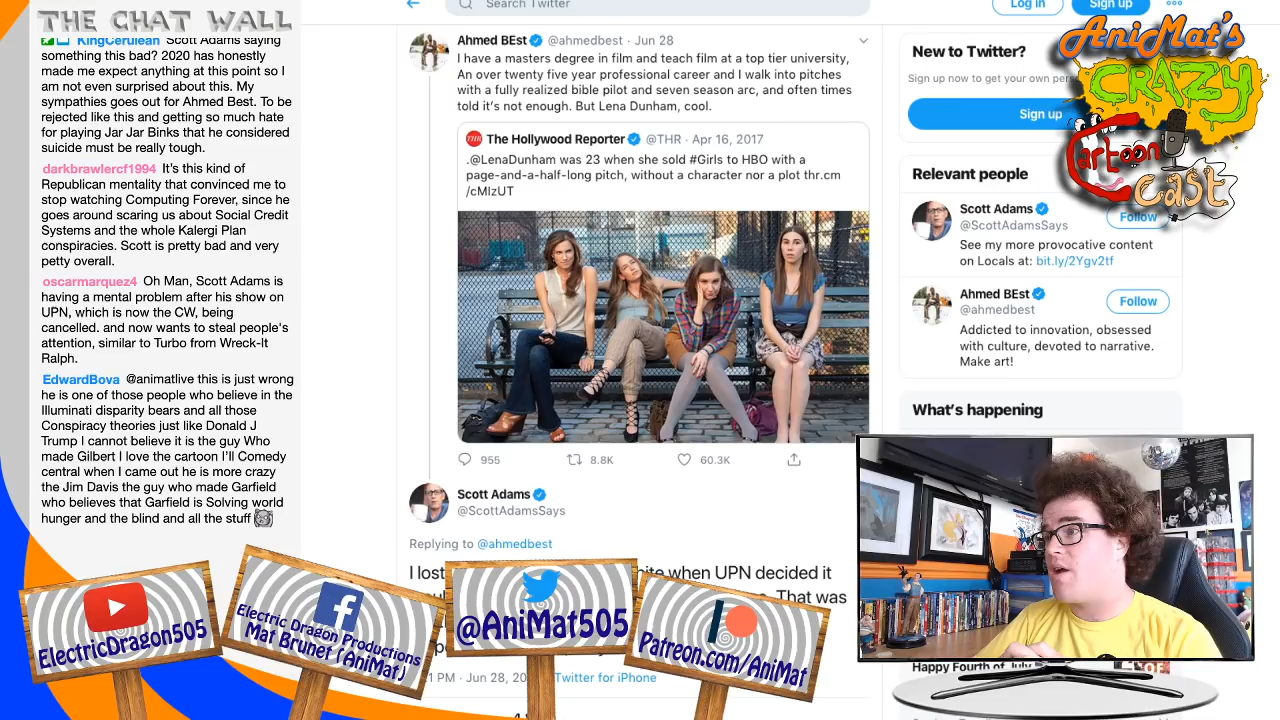 THE CHAT WALL
KingCerulean Scott Adams saying
something this bad? 2020 has honestly
made me expect anything at this point so I
am not even surprised about this. My
sympathies goes out for Ahmed Best. To be
rejected like this and getting so much hate
for playing Jar Jar Binks that he considered
suicide must be really tough.
darkbrawlercf1994 It's this kind of
Republican mentality that convinced me to
stop watching Computing Forever, since he
goes around scaring us about Social Credit
Systems and the whole Kalergi Plan
conspiracies. Scott is pretty bad and very
petty overall.
oscarmarquez4 Oh Man, Scott Adams is
having a mental problem after his show on
UPN, which is now the CW, being
cancelled. and now wants to steal people's
attention, similar to Turbo from Wreck-It
Ralph.
EdwardBova @animatlive this is just wrong
he is one of those people who believe in the
Illuminati disparity bears and all those
Conspiracy theories just like Donald J
Trump I cannot believe it is the guy Who
made Gilbert I love the cartoon I'll Comedy
central when I came out he is more crazy
the Jim Davis the guy who made Garfield
who believes that Garfield is Solving world
hunger and the blind and all the stuff
Search Twitter
Log in
Sign up
Ahmed BEst @ahmedbest · Jun 28
I have a masters degree in film and teach film at a top tier university,
An over twenty five year professional career and I walk into pitches
with a fully realized bible pilot and seven season arc, and often times
told it's not enough. But Lena Dunham, cool.
THR The Hollywood Reporter @THR · Apr 16, 2017
.@LenaDunham was 23 when she sold #Girls to HBO with a
page-and-a-half-long pitch, without a character nor a plot thr.cm
/cMlzUT
955
8.8K
60.3K
Scott Adams
@ScottAdamsSays
Replying to @ahmedbest
I lost
when UPN decided it
That was
PM · Jun 28, 20
Twitter for iPhone
New to Twitter?
Sign up now to get your own
Sign up
Relevant people
Scott Adams
@ScottAdamsSays
Follow
See my more provocative content
on Locals at: bit.ly/2Ygv2tf
Ahmed BEst
@ahmedbest
Follow
Addicted to innovation, obsessed
with culture, devoted to narrative.
Make art!
What's happening
Happy Fourth of July
AniMat's
CRAZY
Cartoon
Cast
ElectricDragon505
Electric Dragon Productions
Mat Brunet (AniMat)
@AniMat505
Patreon.com/AniMat